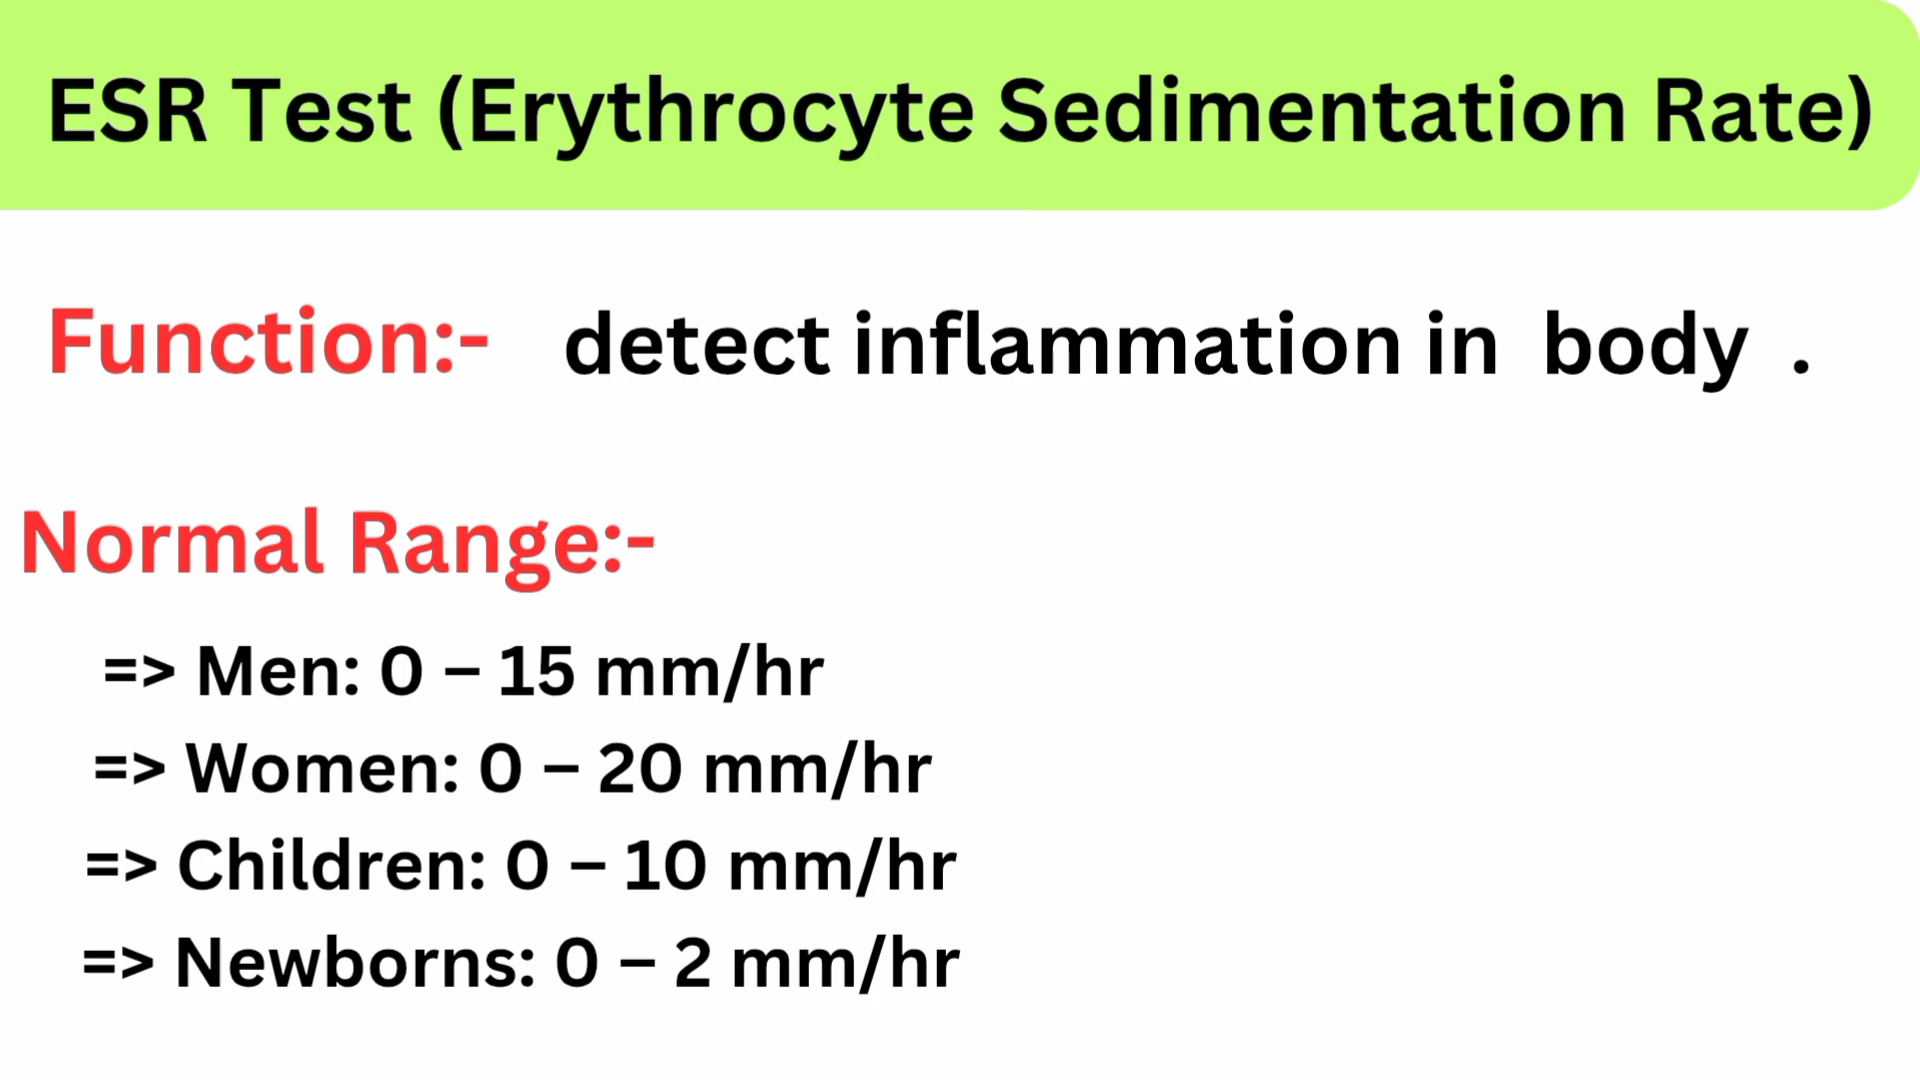 ESR Test (Erythrocyte Sedimentation Rate)
Function:- detect inflammation in body .
Normal Range:-
=> Men: 0 – 15 mm/hr
=> Women: 0 – 20 mm/hr
=> Children: 0 – 10 mm/hr
=> Newborns: 0 – 2 mm/hr